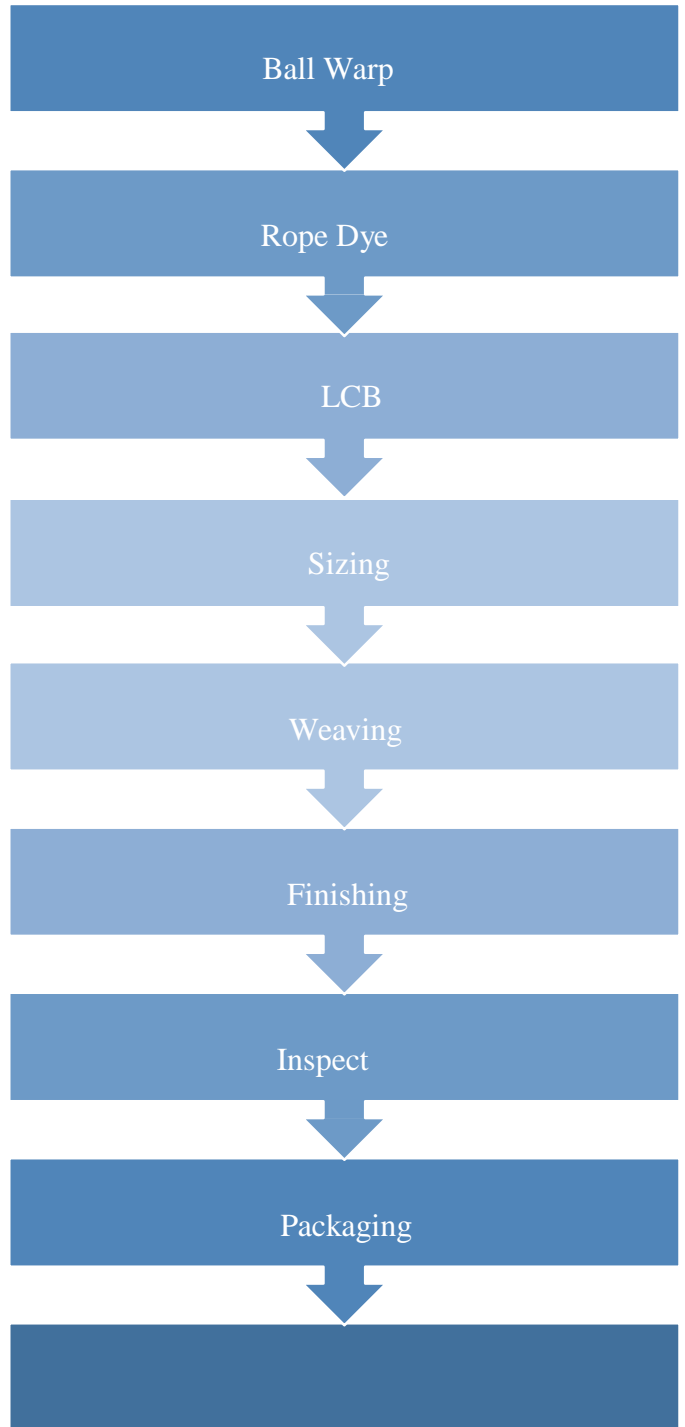 Ball Warp
Rope Dye
LCB
Sizing
Weaving
Finishing
Inspect
Packaging